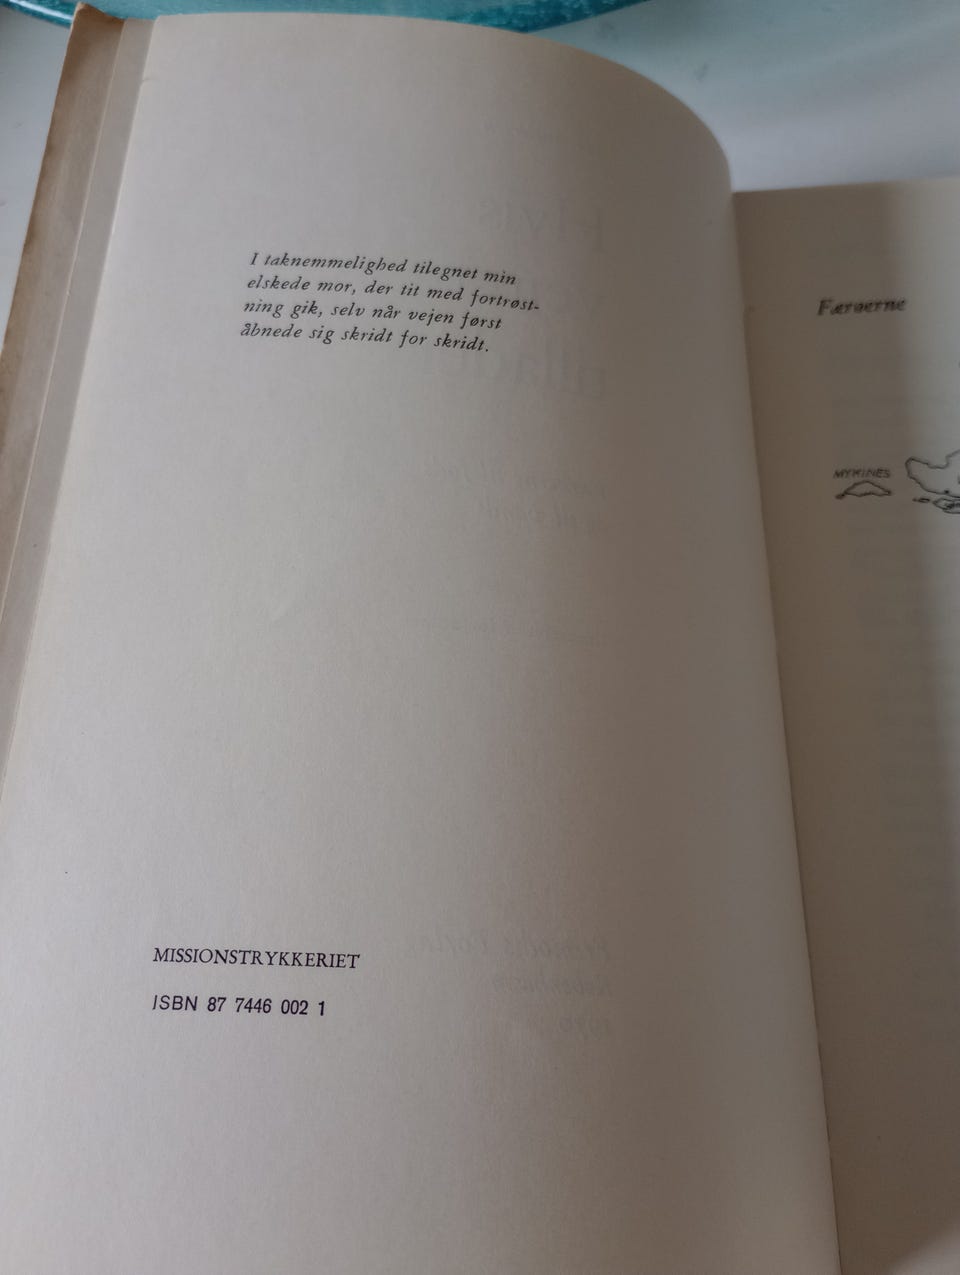 I taknemmelighed tilegnet min
elskede mor, der tit med fortrøst-
ning gik, selv når vejen først
åbnede sig skridt for skridt.
MISSIONSTRYKKERIET
ISBN 87 7446 002 1
Færøerne
MYKINES